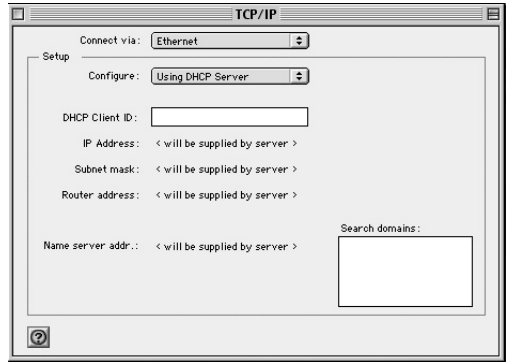 TCP/IP
Connect via: Ethernet
Setup
Configure: Using DHCP Server
DHCP Client ID:
IP Address: < will be supplied by server >
Subnet mask: < will be supplied by server >
Router address: < will be supplied by server >
Search domains:
Name server addr.: < will be supplied by server >
?